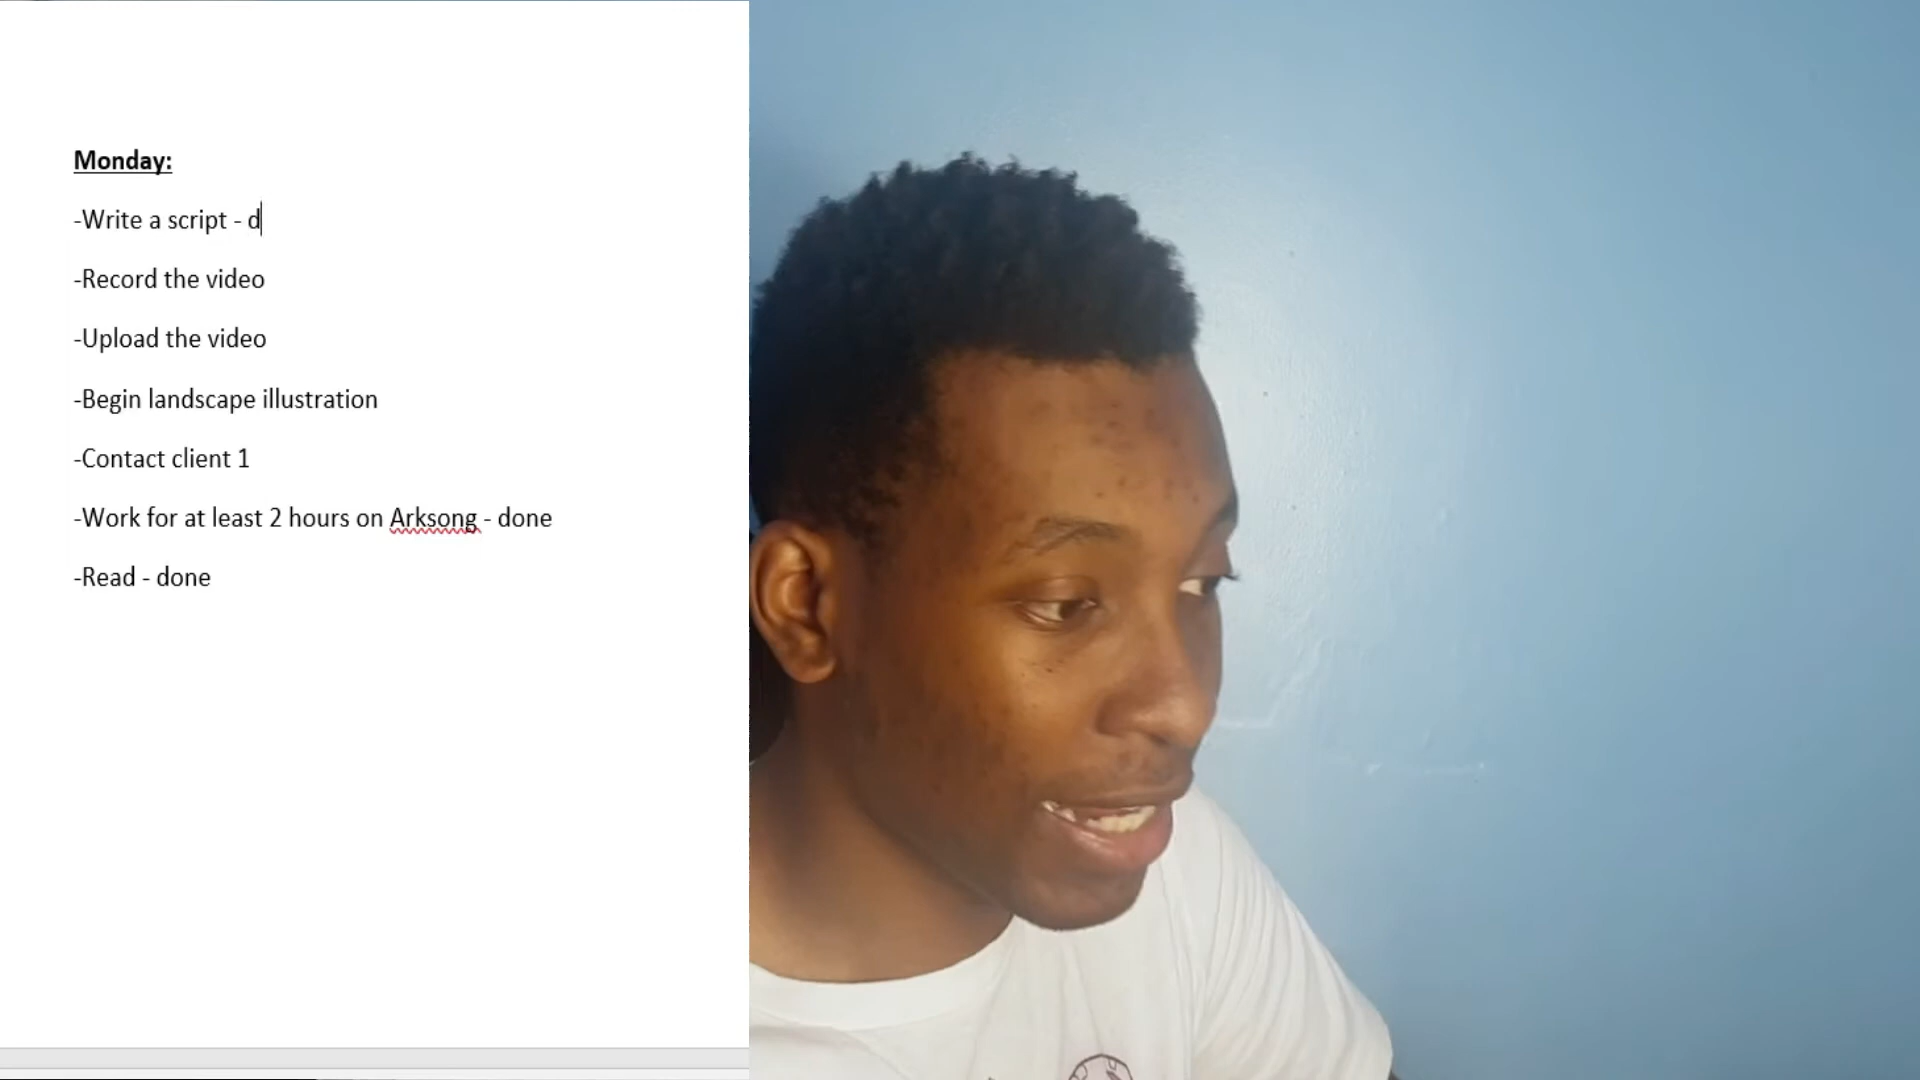 Monday:
-Write a script - d
-Record the video
-Upload the video
-Begin landscape illustration
-Contact client 1
-Work for at least 2 hours on Arksong - done
-Read - done